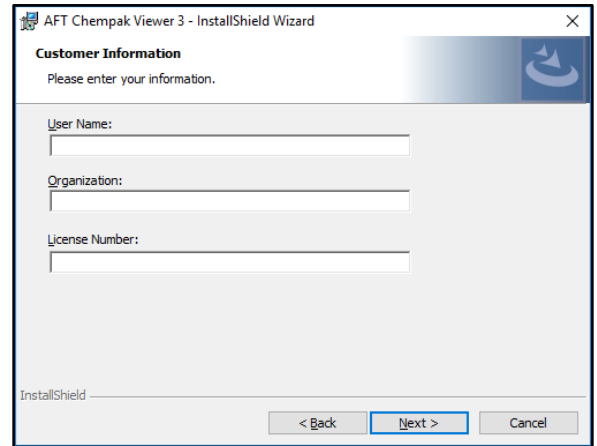 AFT Chempak Viewer 3 - InstallShield Wizard
Customer Information
Please enter your information.
User Name:
Organization:
License Number:
InstallShield
< Back Next > Cancel